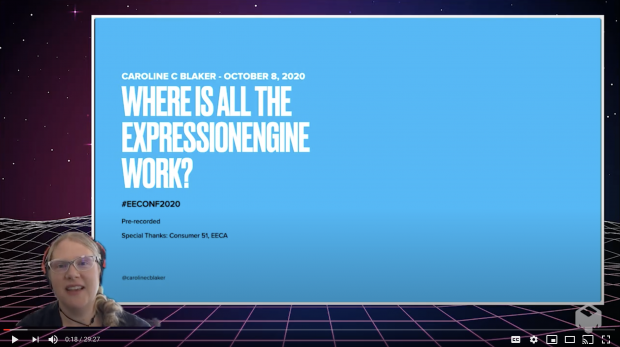 CAROLINE C BLAKER - OCTOBER 8, 2020
WHERE IS ALL THE
EXPRESSIONENGINE
WORK?
#EECONF2020
Pre-recorded
Special Thanks: Consumer 51, EECA
@carolinecblaker
0:18 / 29:27
CC